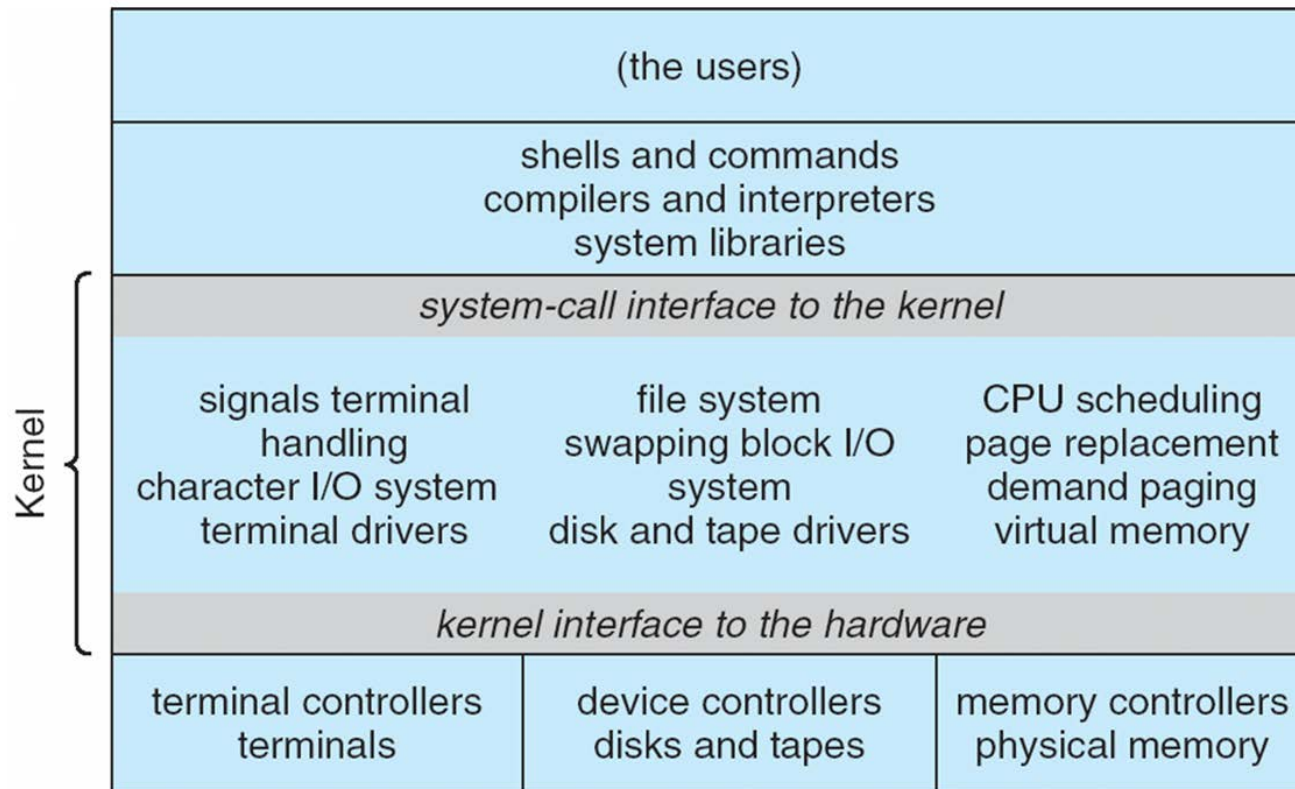 (the users)
shells and commands
compilers and interpreters
system libraries
Kernel
system-call interface to the kernel
signals terminal
handling
character I/O system
terminal drivers
file system
swapping block I/O
system
disk and tape drivers
CPU scheduling
page replacement
demand paging
virtual memory
kernel interface to the hardware
terminal controllers
terminals
device controllers
disks and tapes
memory controllers
physical memory